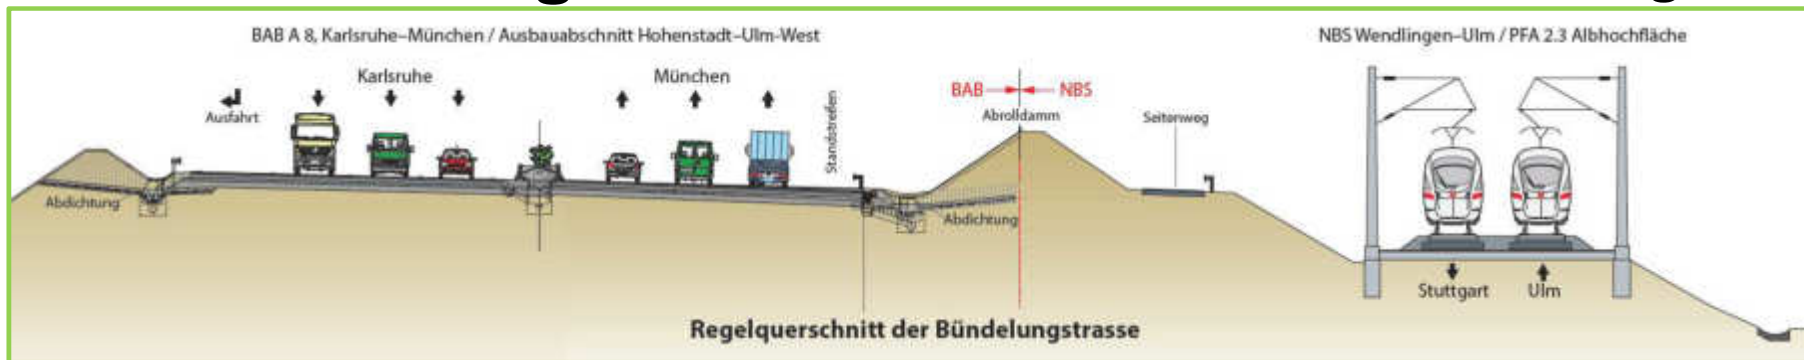 BAB A 8, Karlsruhe–München / Ausbauabschnitt Hohenstadt–Ulm-West
NBS Wendlingen–Ulm / PFA 2.3 Albhochfläche
Karlsruhe
München
Ausfahrt
Standstreifen
BAB
NBS
Abrolldamm
Seitenweg
Abdichtung
Abdichtung
Stuttgart
Ulm
Regelquerschnitt der Bündelungstrasse